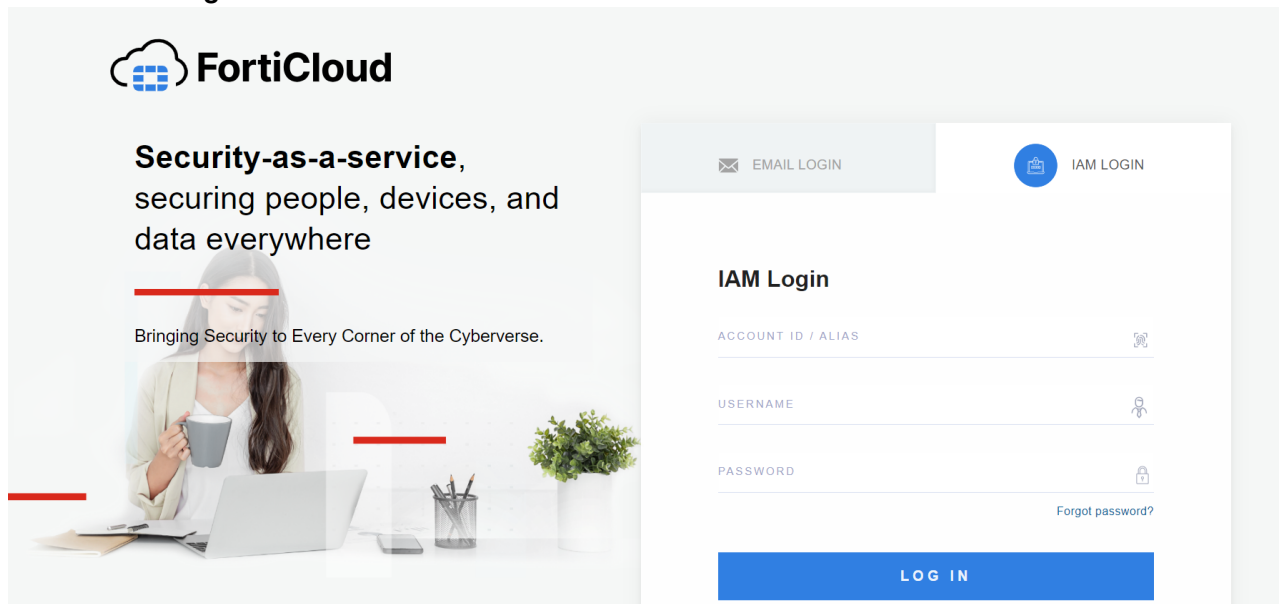 FortiCloud
Security-as-a-service,
securing people, devices, and
data everywhere
Bringing Security to Every Corner of the Cyberverse.
EMAIL LOGIN
IAM LOGIN
IAM Login
ACCOUNT ID / ALIAS
USERNAME
PASSWORD
Forgot password?
LOG IN